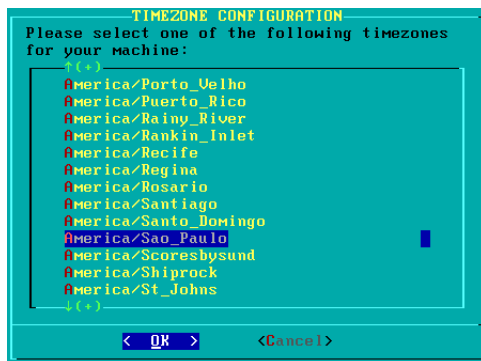 TIMEZONE CONFIGURATION
Please select one of the following timezones
for your machine:
↑(+)
America/Porto_Velho
America/Puerto_Rico
America/Rainy_River
America/Rankin_Inlet
America/Recife
America/Regina
America/Rosario
America/Santiago
America/Santo_Domingo
America/Sao_Paulo
America/Scoresbysund
America/Shiprock
America/St_Johns
↓(+)
< OK > <Cancel>